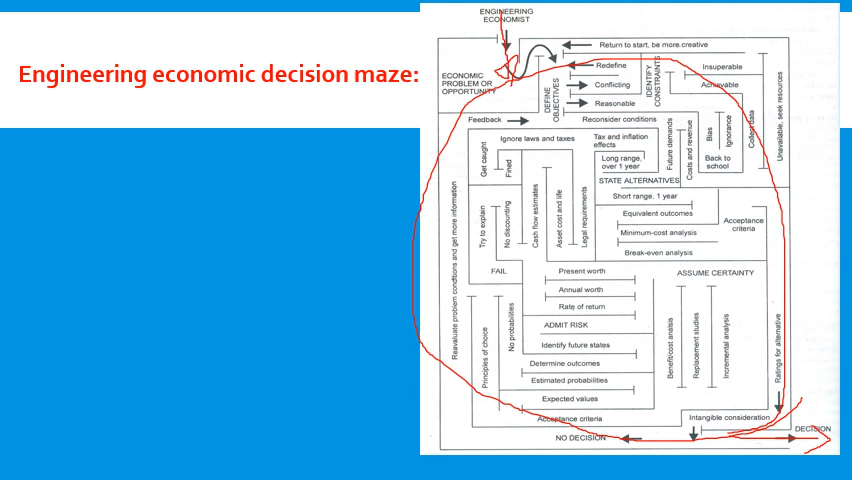 Engineering economic decision maze:
ENGINEERING
ECONOMIST
Return to start, be more creative
ECONOMIC
PROBLEM OR
OPPORTUNITY
DEFINE
OBJECTIVES
Redefine
Conflicting
Reasonable
IDENTIFY
CONSTRAINTS
Insuperable
Achievable
Collect data
Unavailable, seek resources
Feedback
Reconsider conditions
Ignore laws and taxes
Tax and inflation
effects
Long range,
over 1 year
Future demands
Costs and revenue
Bias
Ignorance
Back to
school
Get caught
Fined
STATE ALTERNATIVES
Short range, 1 year
Equivalent outcomes
Minimum-cost analysis
Break-even analysis
Acceptance
criteria
Reavaluate problem conditions and get more information
Try to explain
No discounting
Cash flow estimates
Asset cost and life
Legal requirements
FAIL
Present worth
Annual worth
Rate of return
ASSUME CERTAINTY
ADMIT RISK
Identify future states
Determine outcomes
Estimated probabilities
Expected values
Acceptance criteria
Principles of choice
No probabilities
Benefit/cost analsis
Replacement studies
Incremental analysis
Ratings for alternative
Intangible consideration
DECISION
NO DECISION